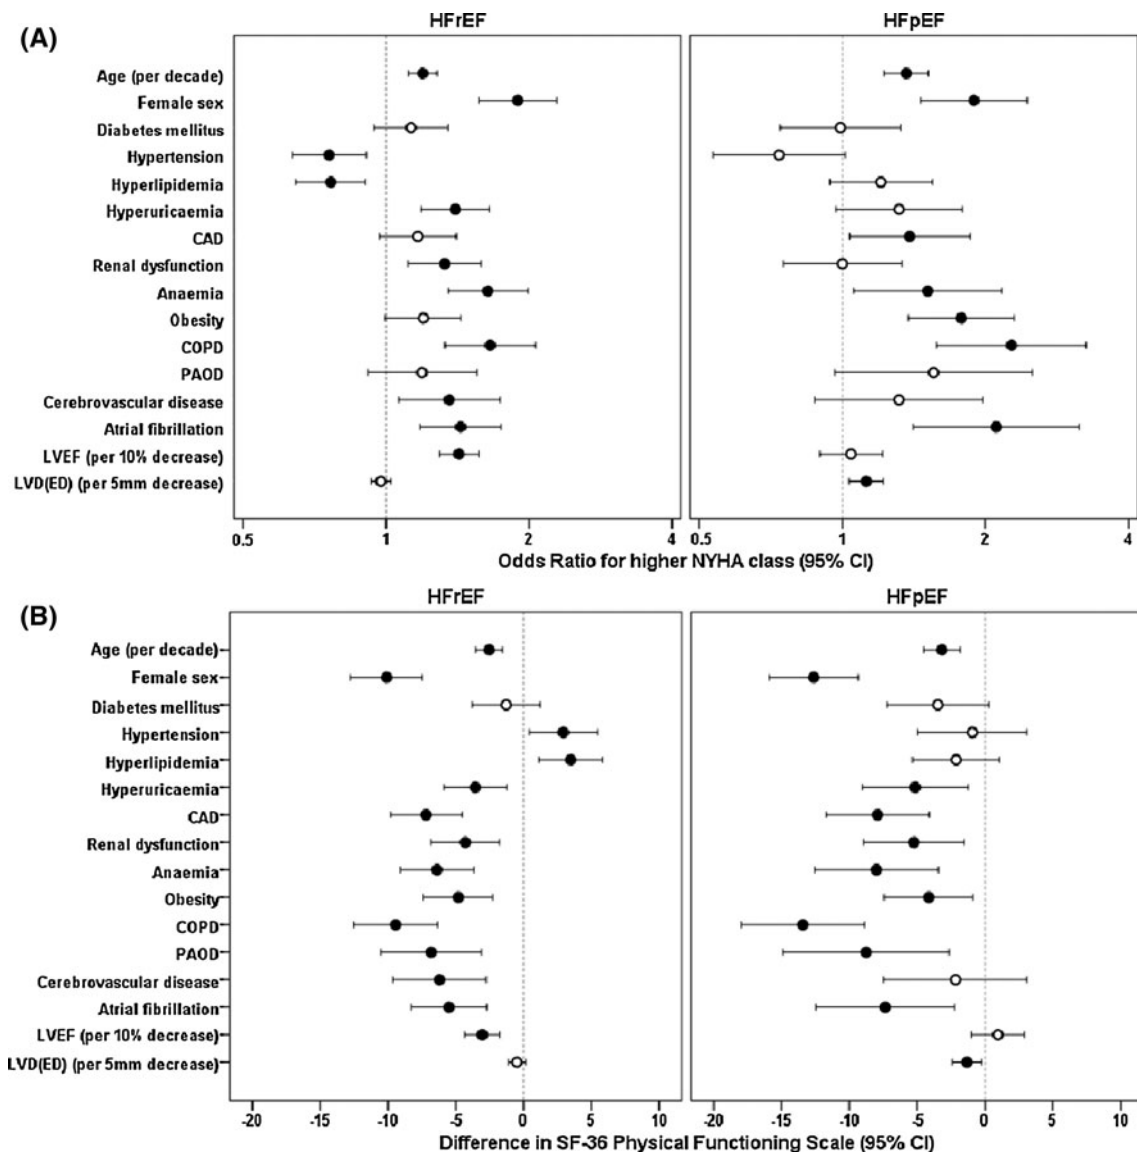 (A)
HFrEF HFpEF
Age (per decade)
Female sex
Diabetes mellitus
Hypertension
Hyperlipidemia
Hyperuricaemia
CAD
Renal dysfunction
Anaemia
Obesity
COPD
PAOD
Cerebrovascular disease
Atrial fibrillation
LVEF (per 10% decrease)
LVD(ED) (per 5mm decrease)
0.5 1 2 4 0.5 1 2 4
Odds Ratio for higher NYHA class (95% CI)
(B)
HFrEF HFpEF
Age (per decade)
Female sex
Diabetes mellitus
Hypertension
Hyperlipidemia
Hyperuricaemia
CAD
Renal dysfunction
Anaemia
Obesity
COPD
PAOD
Cerebrovascular disease
Atrial fibrillation
LVEF (per 10% decrease)
LVD(ED) (per 5mm decrease)
-20 -15 -10 -5 0 5 10 -20 -15 -10 -5 0 5 10
Difference in SF-36 Physical Functioning Scale (95% CI)